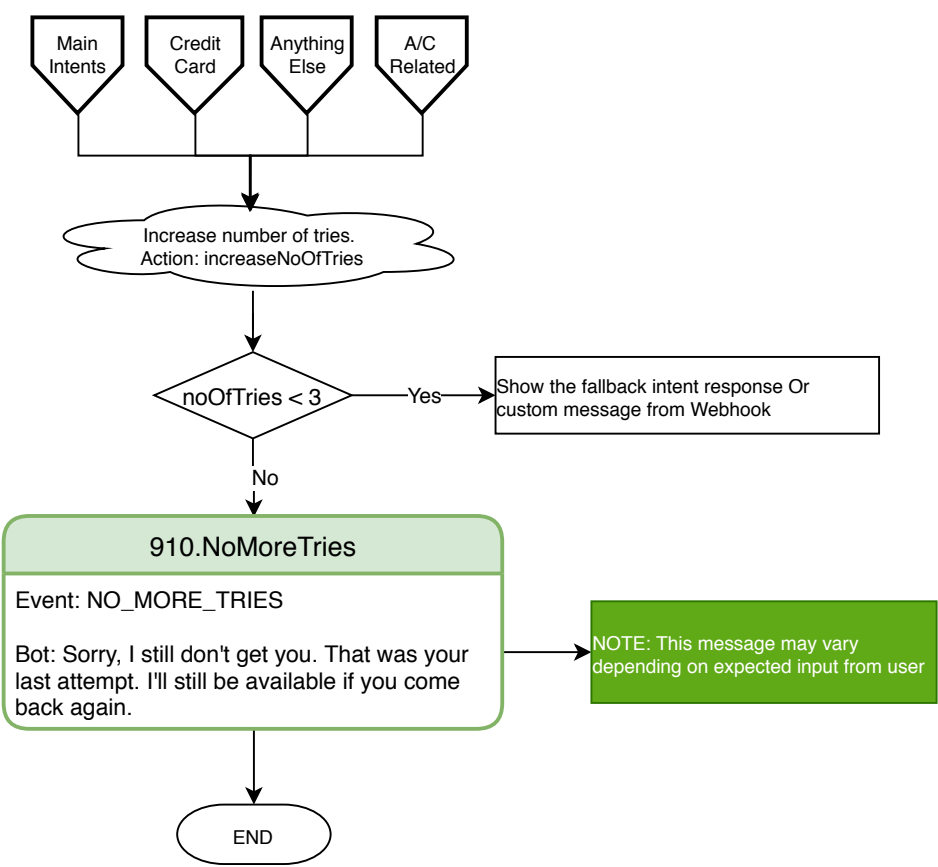 Main
Intents
Credit
Card
Anything
Else
A/C
Related
Increase number of tries.
Action: increaseNoOfTries
noOfTries < 3
Yes
Show the fallback intent response Or
custom message from Webhook
No
910.NoMoreTries
Event: NO_MORE_TRIES
Bot: Sorry, I still don't get you. That was your
last attempt. I'll still be available if you come
back again.
NOTE: This message may vary
depending on expected input from user
END